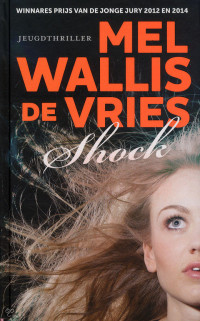 WINNARES PRIJS VAN DE JONGE JURY 2012 EN 2014
JEUGDTHRILLER
MEL
WALLIS
DE VRIES
Shock